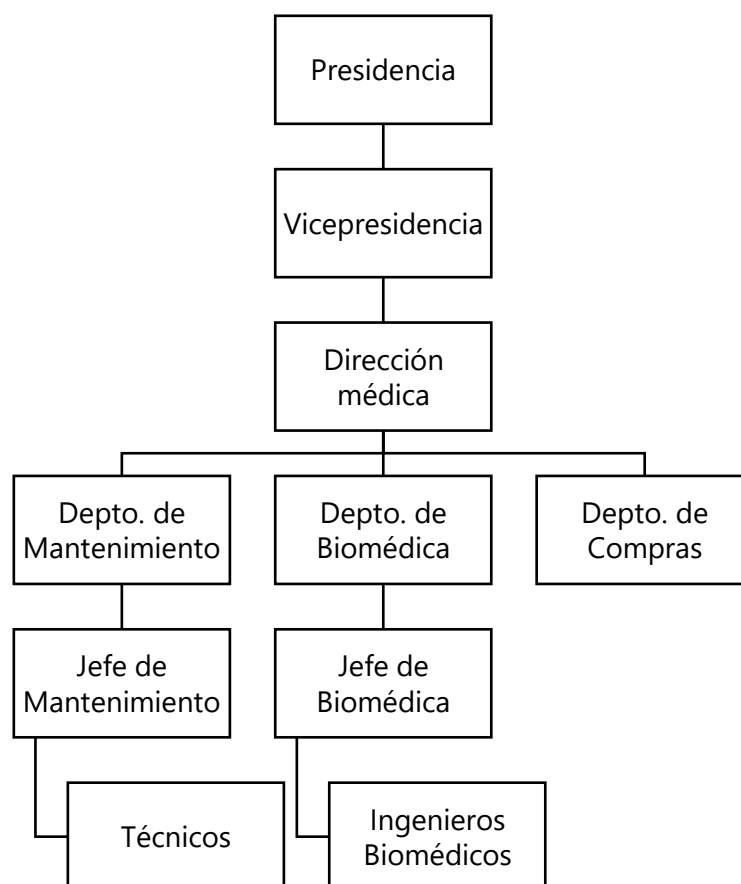 Presidencia
Vicepresidencia
Dirección
médica
Depto. de
Mantenimiento
Depto. de
Biomédica
Depto. de
Compras
Jefe de
Mantenimiento
Jefe de
Biomédica
Técnicos
Ingenieros
Biomédicos